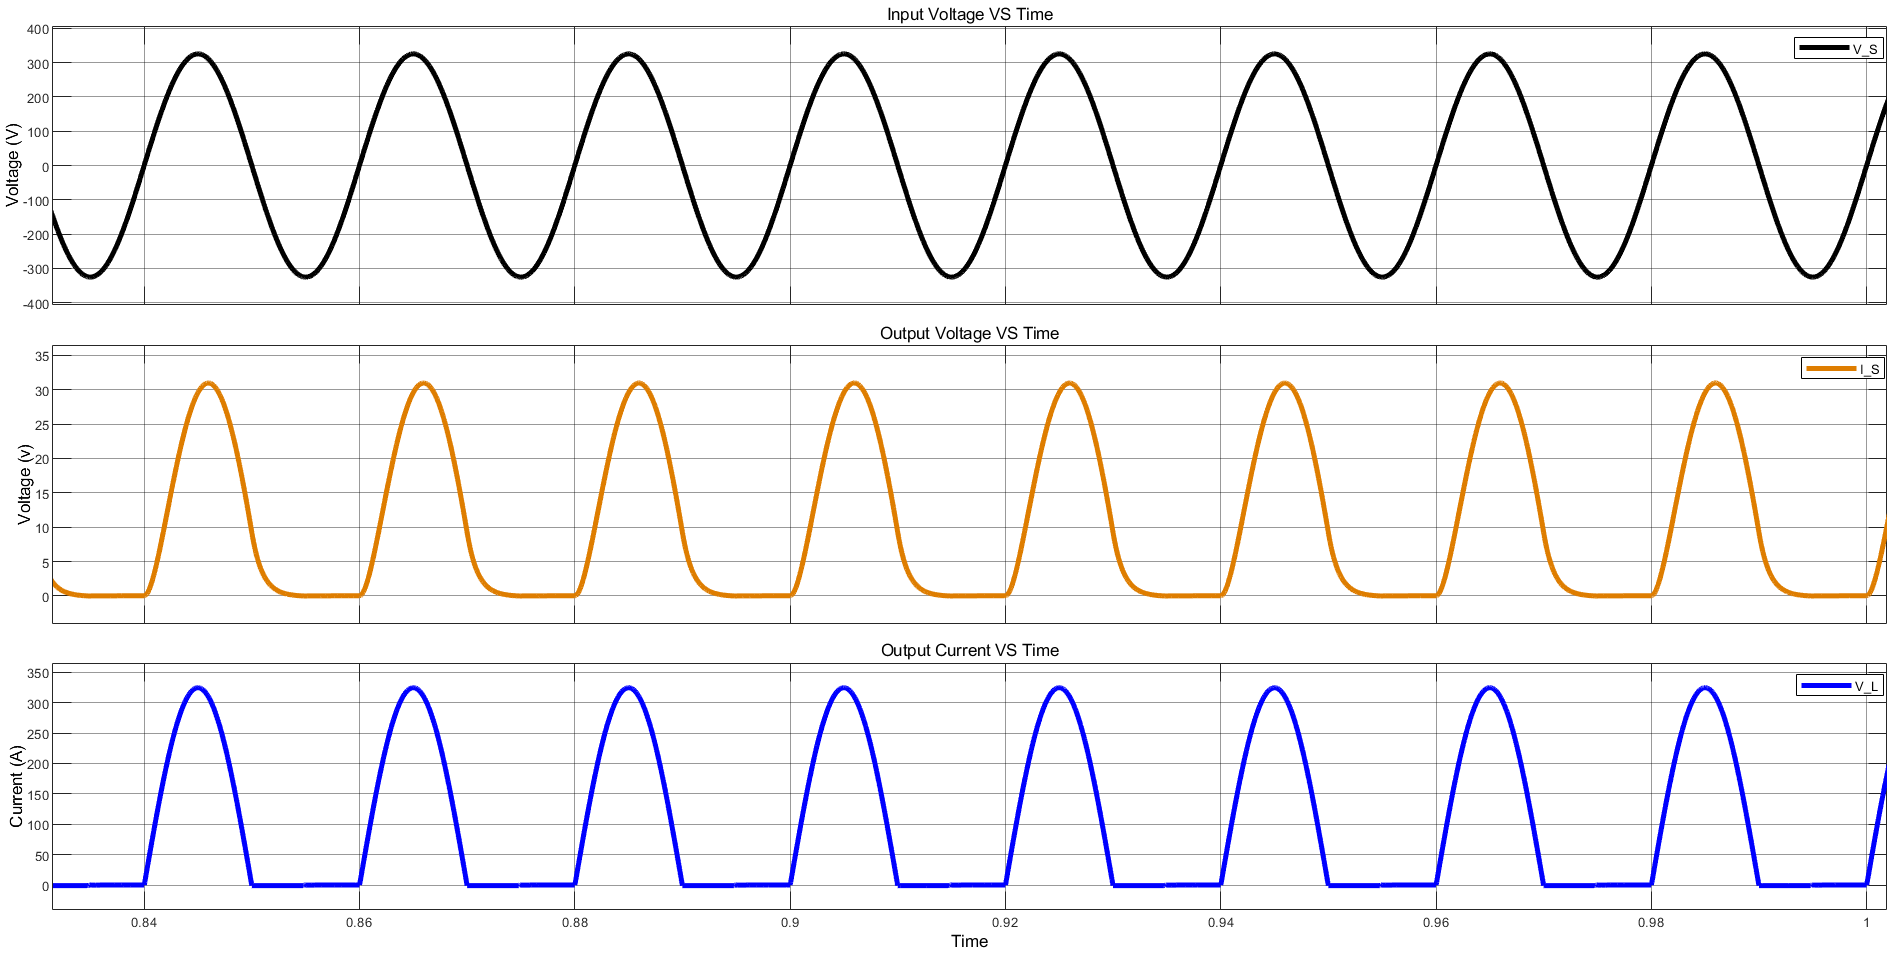 Input Voltage VS Time
400
300
200
100
0
-100
-200
-300
-400
Voltage (V)
V_S
Output Voltage VS Time
35
30
25
20
15
10
5
0
Voltage (v)
I_S
Output Current VS Time
350
300
250
200
150
100
50
0
Current (A)
V_L
0.84 0.86 0.88 0.9 0.92 0.94 0.96 0.98 1
Time